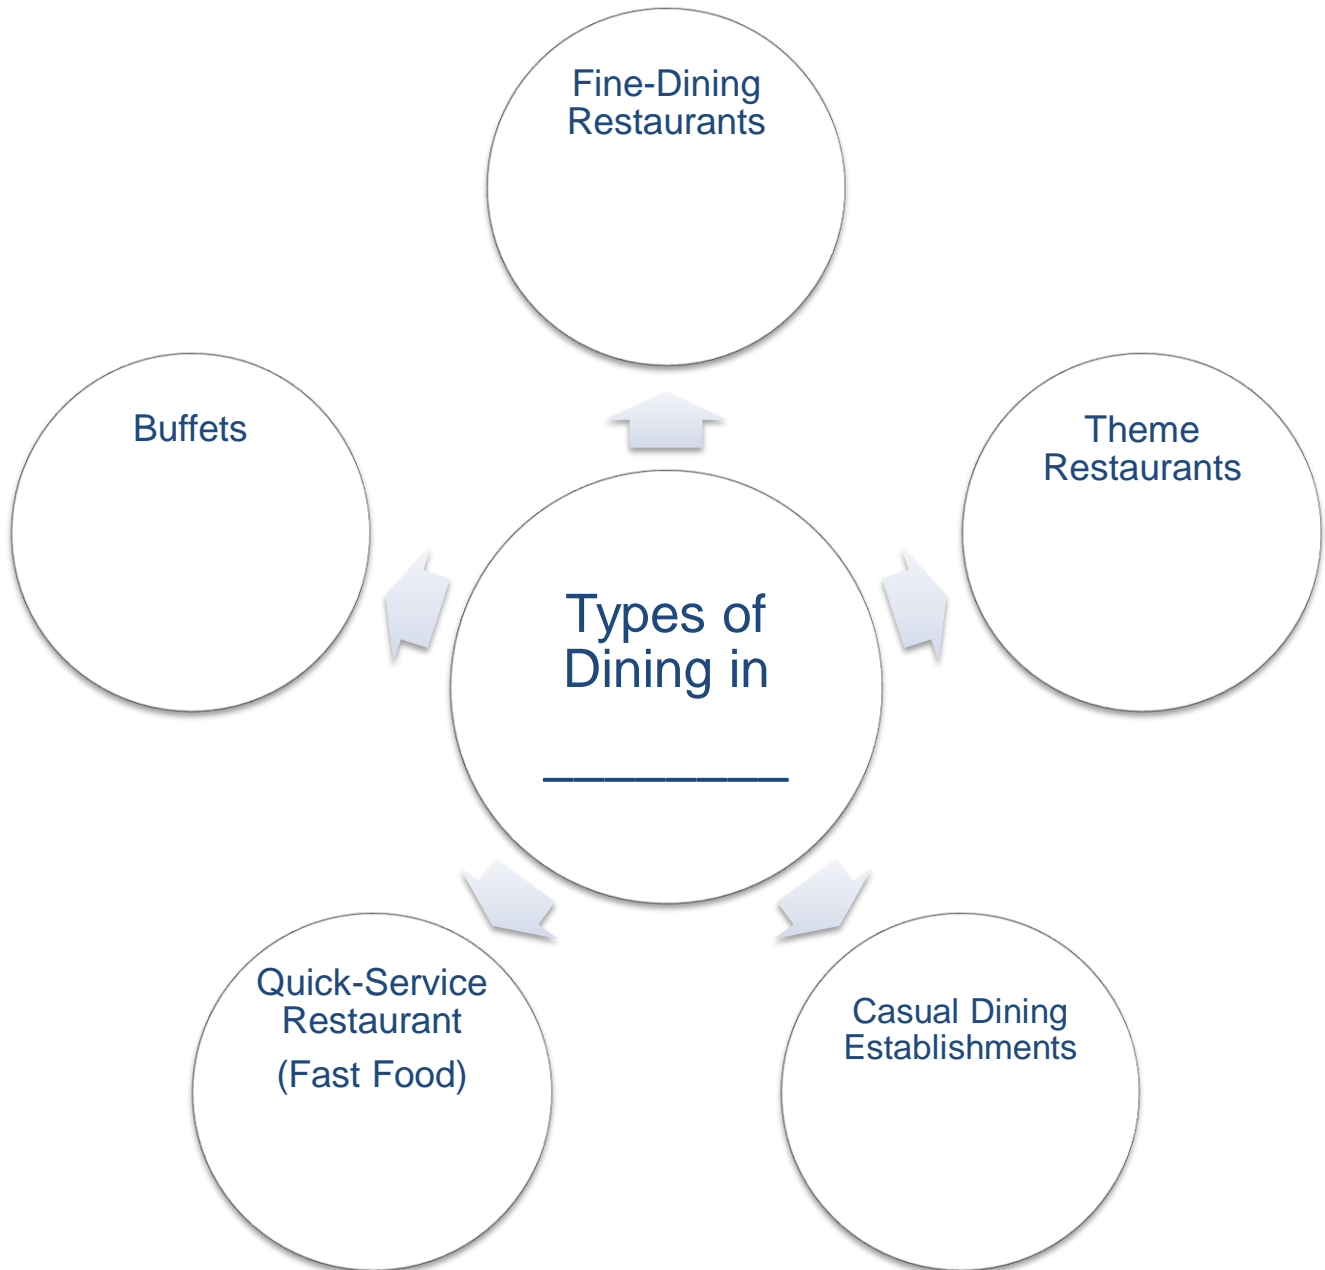 Fine-Dining
Restaurants
Buffets
Theme
Restaurants
Types of
Dining in
________
Quick-Service
Restaurant
(Fast Food)
Casual Dining
Establishments